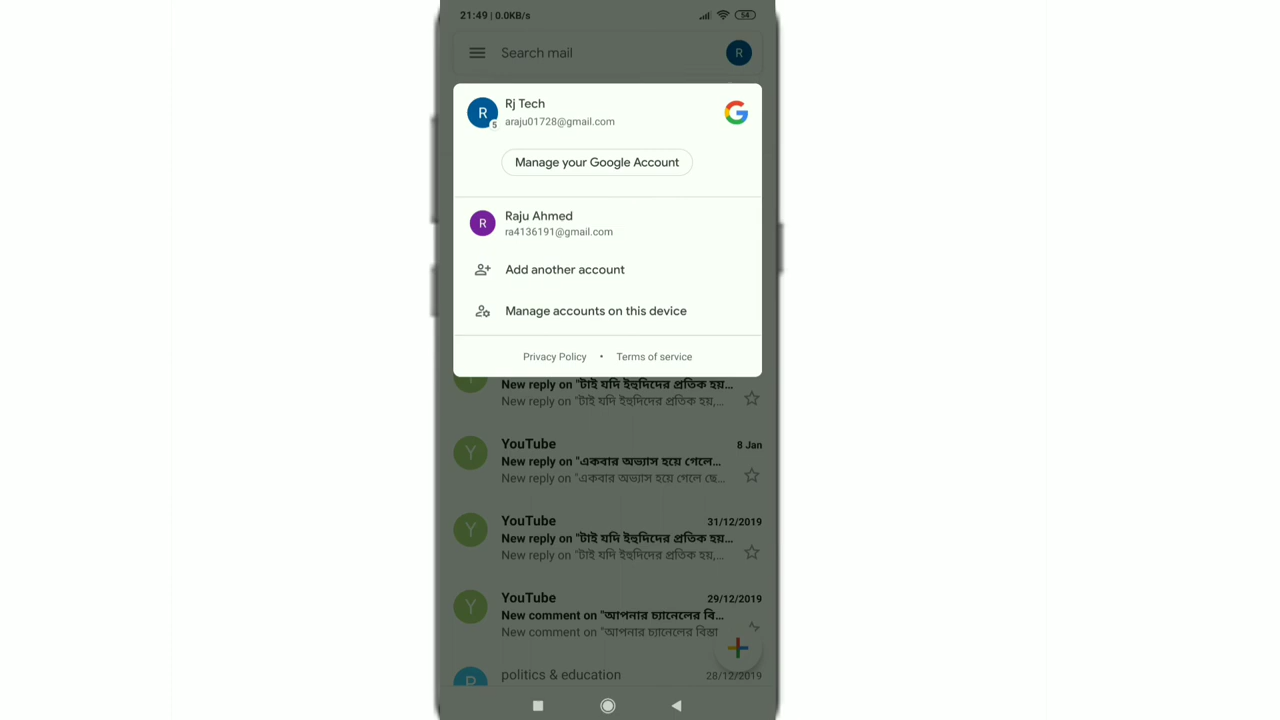 21:49 | 0.0KB/s 54
Search mail R
Rj Tech
R 5
araju01728@gmail.com
Manage your Google Account
Raju Ahmed
R
ra4136191@gmail.com
Add another account
Manage accounts on this device
Privacy Policy • Terms of service
New reply on "টাই যদি ইহুদিদের প্রতিক হয়...
New reply on "টাই যদি ইহুদিদের প্রতিক হয়,...
YouTube 8 Jan
Y
New reply on "একবার অভ্যাস হয়ে গেলে...
New reply on "একবার অভ্যাস হয়ে গেলে ছে...
YouTube 31/12/2019
Y
New reply on "টাই যদি ইহুদিদের প্রতিক হয়...
New reply on "টাই যদি ইহুদিদের প্রতিক হয়,...
YouTube 29/12/2019
Y
New comment on "আপনার চ্যানেলের বি...
New comment on "আপনার চ্যানেলের বিস্তা
politics & education 28/12/2019